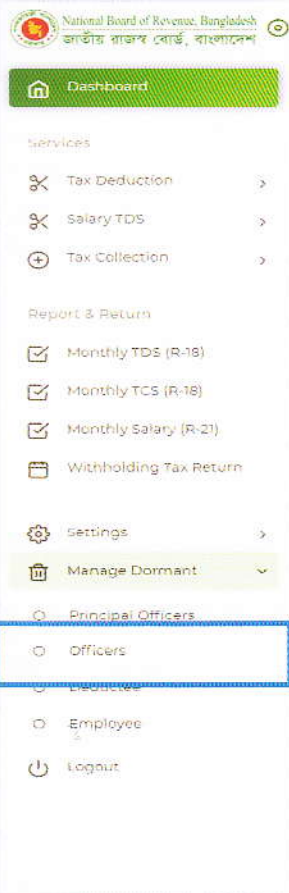 National Board of Revenue, Bangladesh
জাতীয় রাজস্ব বোর্ড, বাংলাদেশ
Dashboard
Services
Tax Deduction
Salary TDS
Tax Collection
Report & Return
Monthly TDS (R-18)
Monthly TCS (R-18)
Monthly Salary (R-21)
Withholding Tax Return
Settings
Manage Dormant
Principal Officers
Officers
Deductee
Employee
Logout